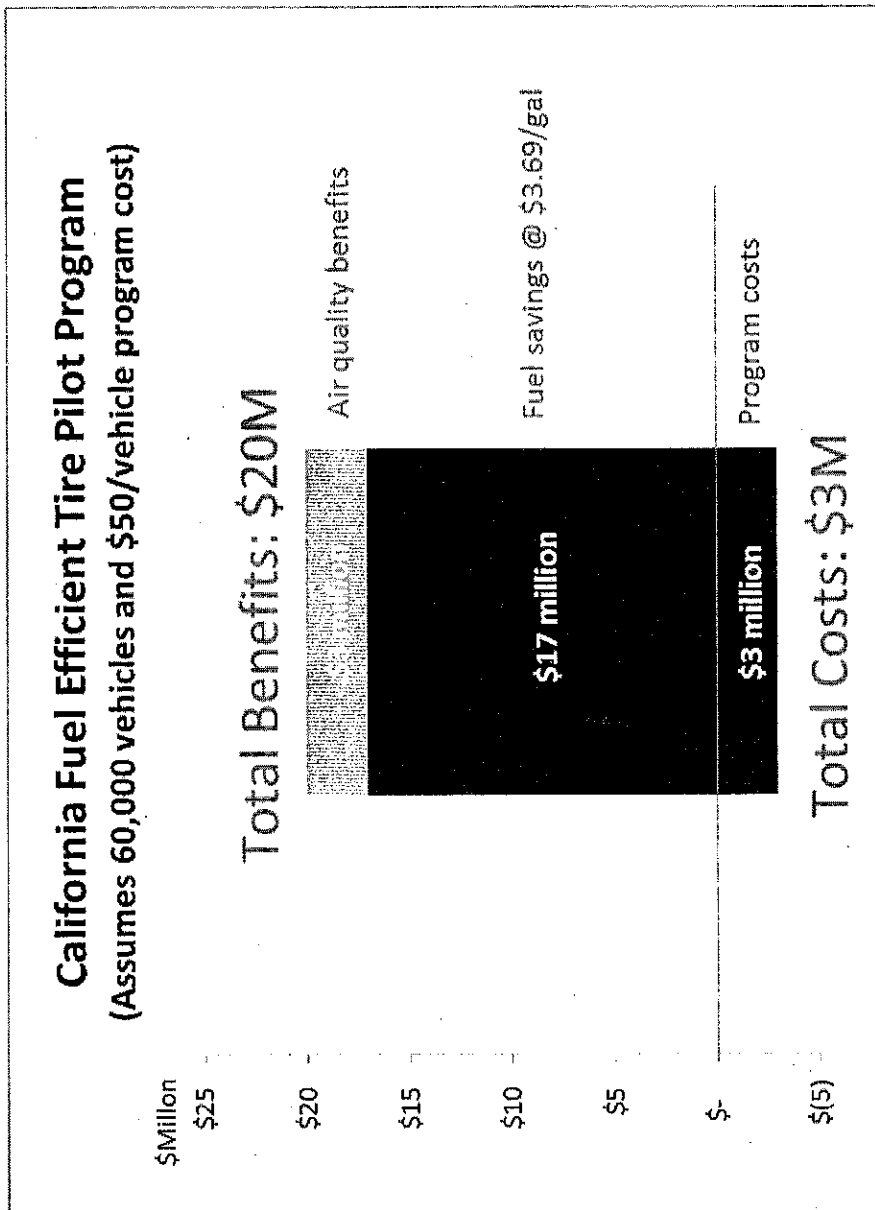 California Fuel Efficient Tire Pilot Program
(Assumes 60,000 vehicles and $50/vehicle program cost)
$Millon
$25
$20
$15
$10
$5
$-
$(5)
Total Benefits: $20M
$17 million
$3 million
Total Costs: $3M
Air quality benefits
Fuel savings @ $3.69/gal
Program costs